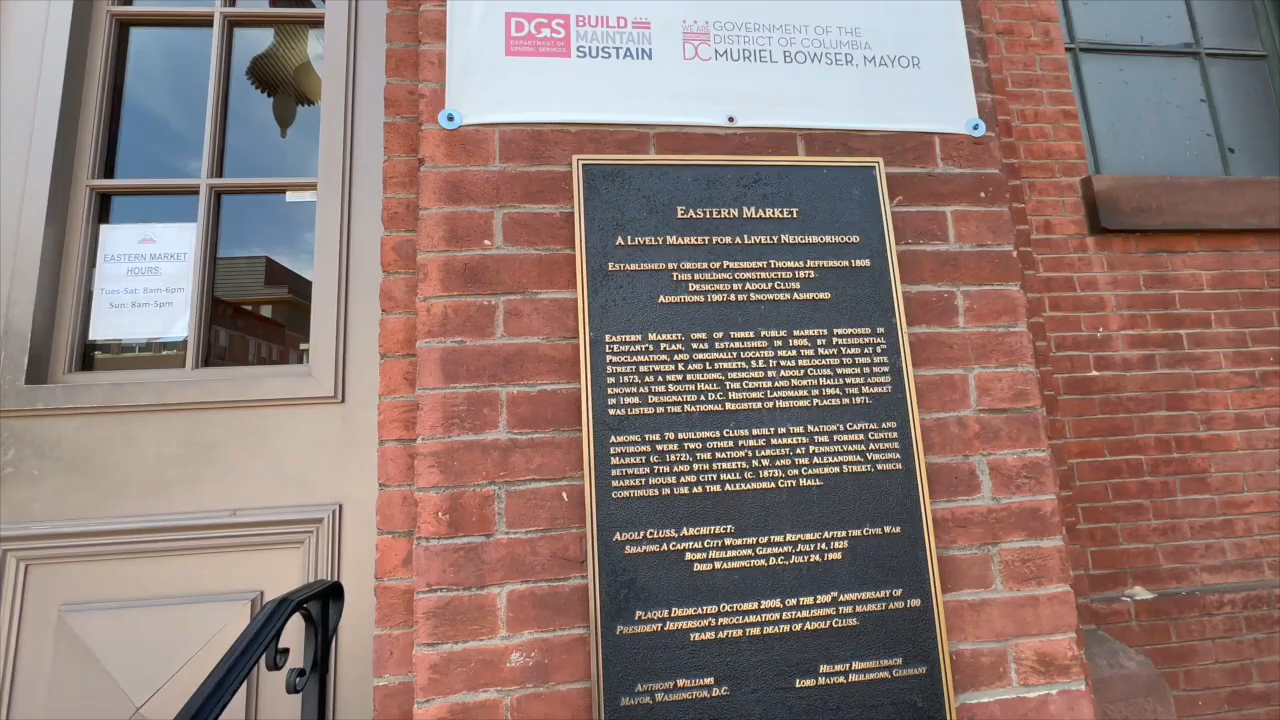 DGS
DEPARTMENT OF
GENERAL SERVICES
BUILD
MAINTAIN
SUSTAIN
WE ARE
DC
GOVERNMENT OF THE
DISTRICT OF COLUMBIA
MURIEL BOWSER, MAYOR
EASTERN MARKET
HOURS:
Tues-Sat: 8am-6pm
Sun: 8am-5pm
EASTERN MARKET
A LIVELY MARKET FOR A LIVELY NEIGHBORHOOD
ESTABLISHED BY ORDER OF PRESIDENT THOMAS JEFFERSON 1805
THIS BUILDING CONSTRUCTED 1873
DESIGNED BY ADOLF CLUSS
ADDITIONS 1907-8 BY SNOWDEN ASHFORD
EASTERN MARKET, ONE OF THREE PUBLIC MARKETS PROPOSED IN
L'ENFANT'S PLAN, WAS ESTABLISHED IN 1805, BY PRESIDENTIAL
PROCLAMATION, AND ORIGINALLY LOCATED NEAR THE NAVY YARD AT 6TH
STREET BETWEEN K AND L STREETS, S.E. IT WAS RELOCATED TO THIS SITE
IN 1873, AS A NEW BUILDING, DESIGNED BY ADOLF CLUSS, WHICH IS NOW
KNOWN AS THE SOUTH HALL. THE CENTER AND NORTH HALLS WERE ADDED
IN 1908. DESIGNATED A D.C. HISTORIC LANDMARK IN 1964, THE MARKET
WAS LISTED IN THE NATIONAL REGISTER OF HISTORIC PLACES IN 1971.
AMONG THE 70 BUILDINGS CLUSS BUILT IN THE NATION'S CAPITAL AND
ENVIRONS WERE TWO OTHER PUBLIC MARKETS: THE FORMER CENTER
MARKET (C. 1872), THE NATION'S LARGEST, AT PENNSYLVANIA AVENUE
BETWEEN 7TH AND 9TH STREETS, N.W. AND THE ALEXANDRIA, VIRGINIA
MARKET HOUSE AND CITY HALL (C. 1873), ON CAMERON STREET, WHICH
CONTINUES IN USE AS THE ALEXANDRIA CITY HALL.
ADOLF CLUSS, ARCHITECT:
SHAPING A CAPITAL CITY WORTHY OF THE REPUBLIC AFTER THE CIVIL WAR
BORN HEILBRONN, GERMANY, JULY 14, 1825
DIED WASHINGTON, D.C., JULY 24, 1905
PLAQUE DEDICATED OCTOBER 2005, ON THE 200TH ANNIVERSARY OF
PRESIDENT JEFFERSON'S PROCLAMATION ESTABLISHING THE MARKET AND 100
YEARS AFTER THE DEATH OF ADOLF CLUSS.
ANTHONY WILLIAMS
MAYOR, WASHINGTON, D.C.
HELMUT HIMMELSBACH
LORD MAYOR, HEILBRONN, GERMANY